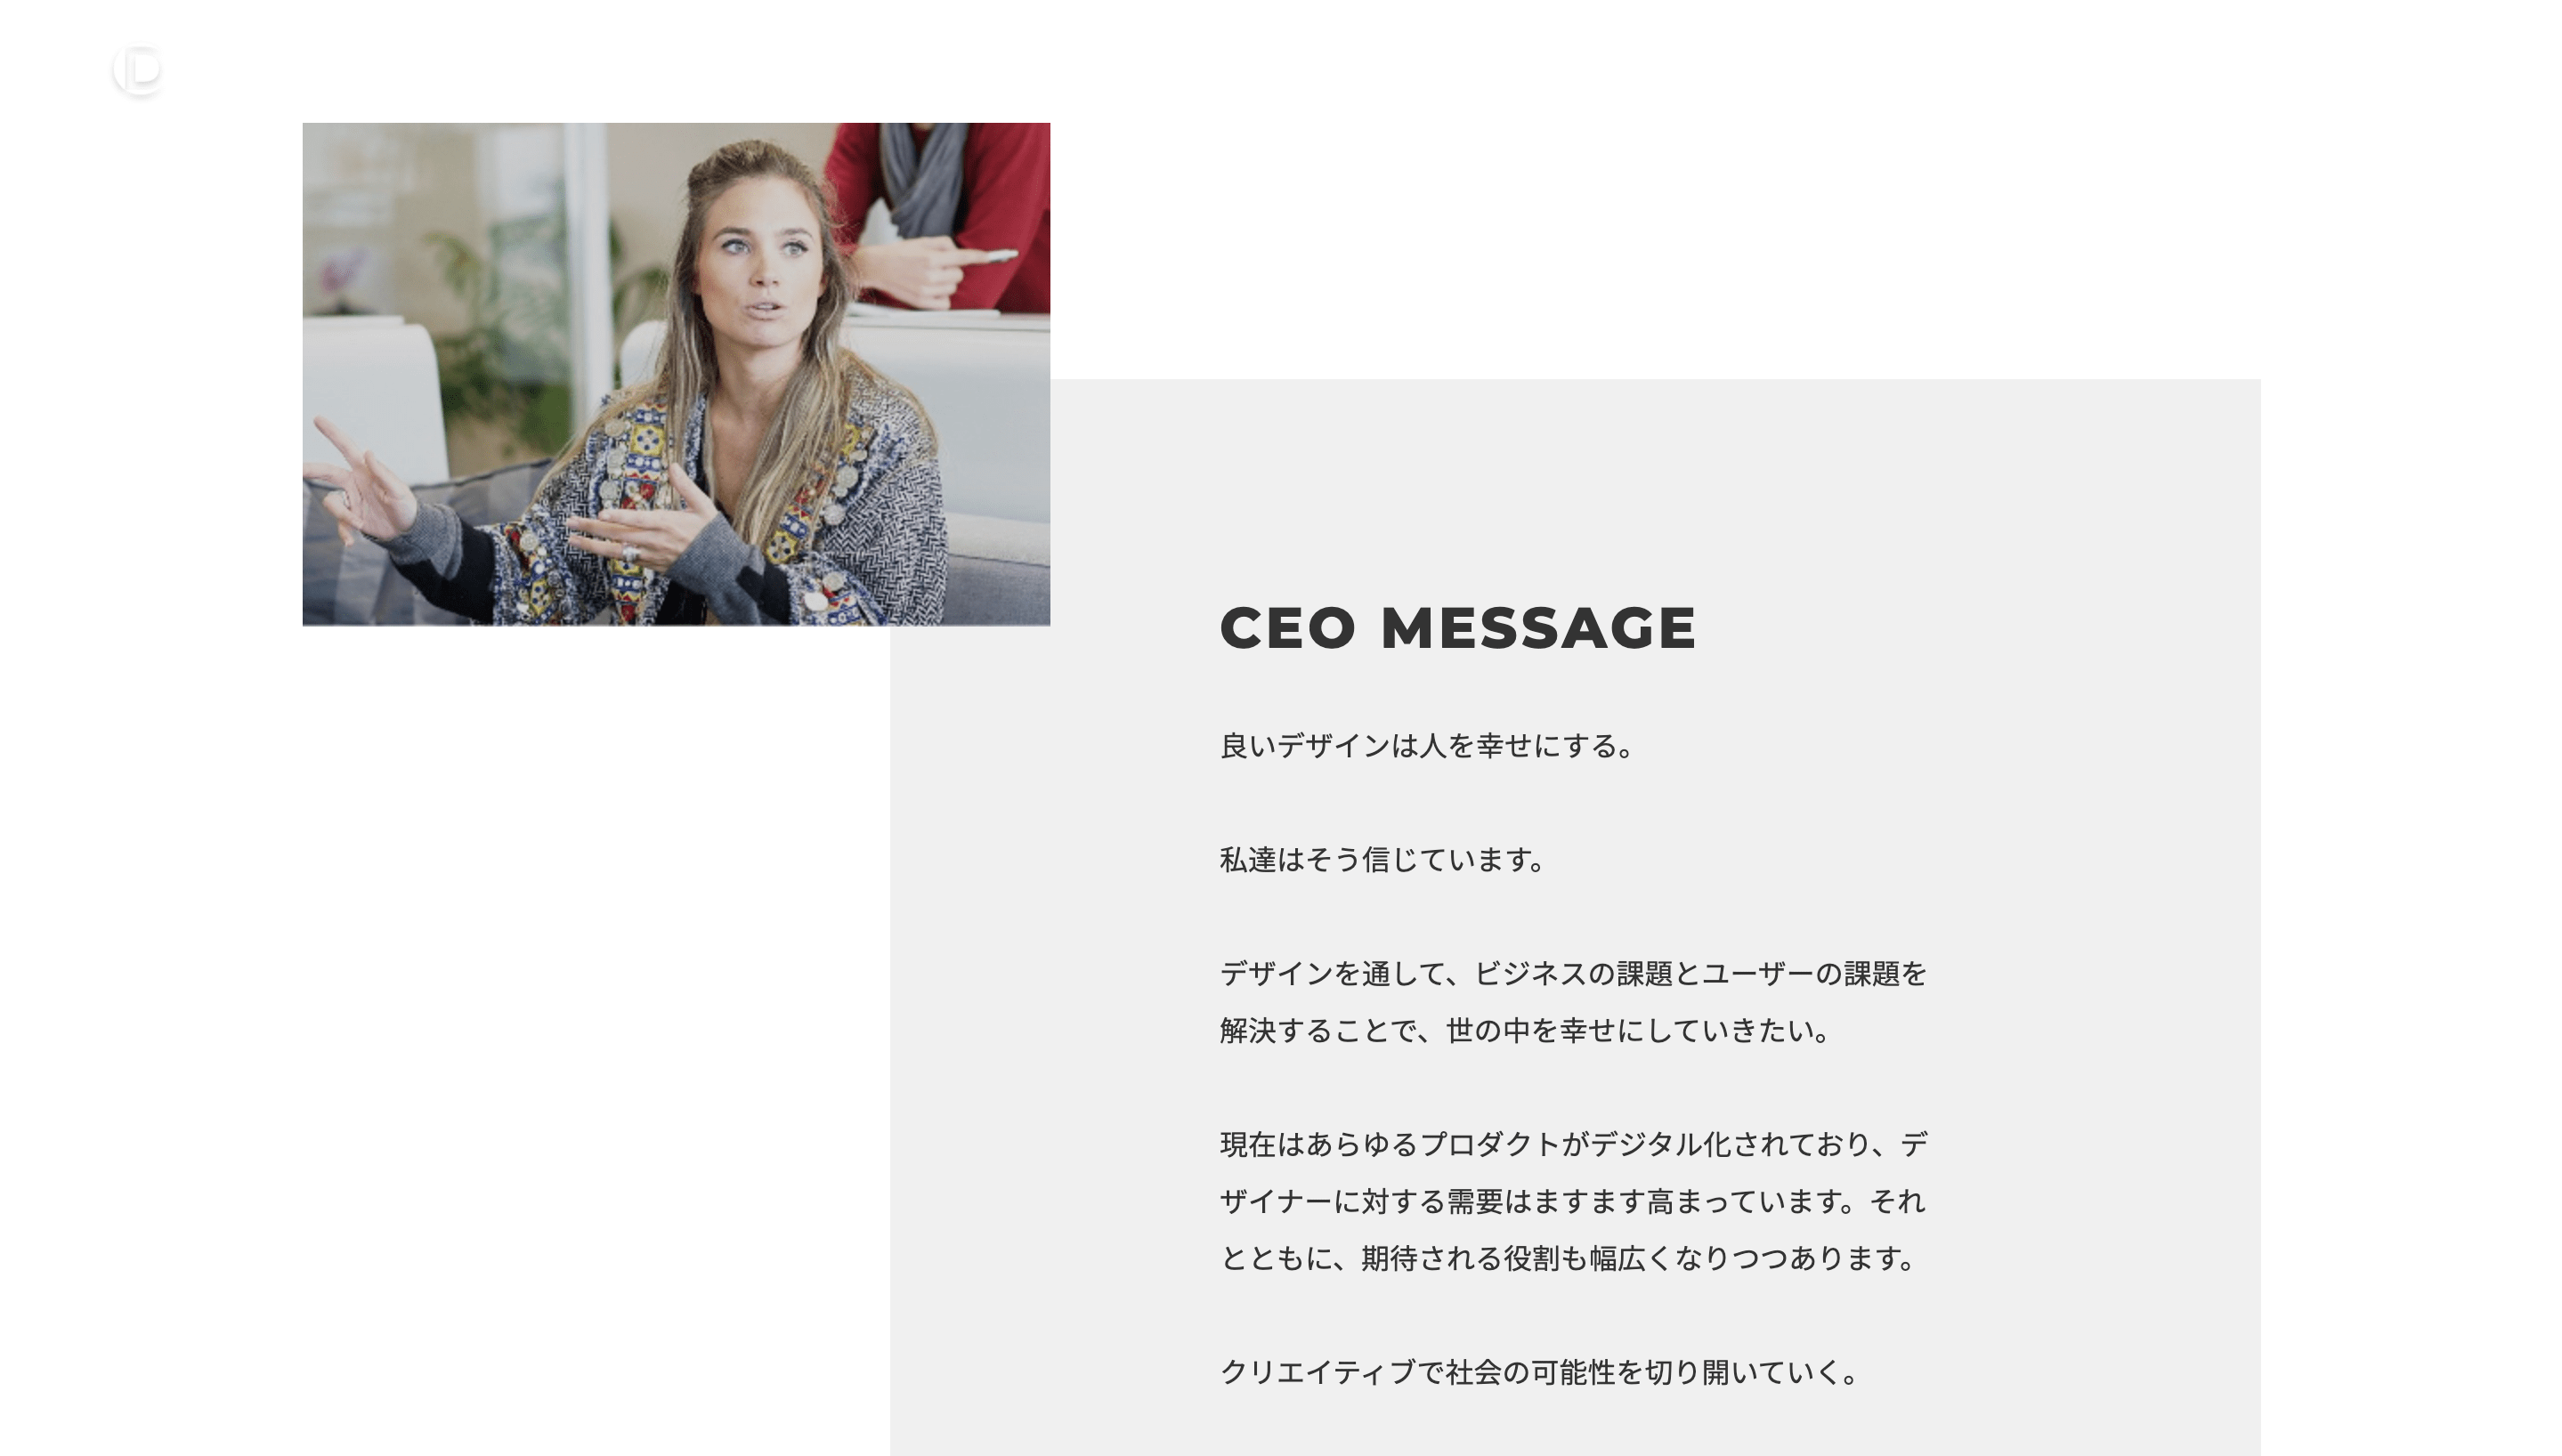 CEO MESSAGE
良いデザインは人を幸せにする。
私達はそう信じています。
デザインを通して、ビジネスの課題とユーザーの課題を
解決することで、世の中を幸せにしていきたい。
現在はあらゆるプロダクトがデジタル化されており、デ
ザイナーに対する需要はますます高まっています。それ
とともに、期待される役割も幅広くなりつつあります。
クリエイティブで社会の可能性を切り開いていく。